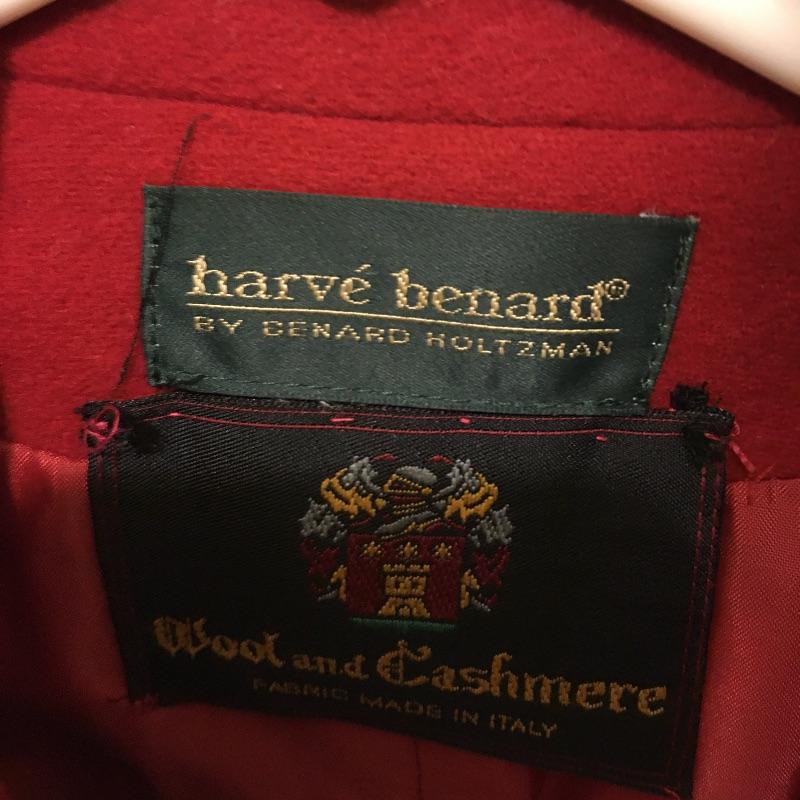 harvé benard®
BY BENARD HOLTZMAN
Wool and Cashmere
FABRIC MADE IN ITALY